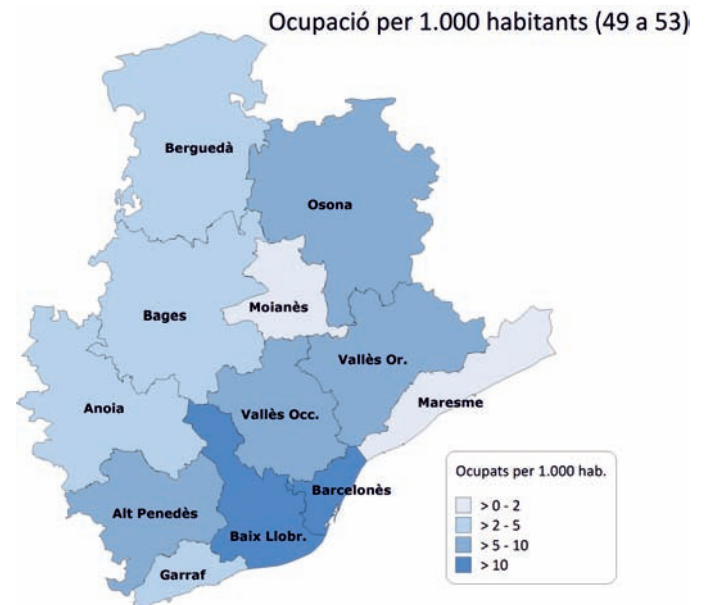 Ocupació per 1.000 habitants (49 a 53)
Berguedà
Osona
Moianès
Bages
Vallès Or.
Maresme
Anoia
Vallès Occ.
Barcelonès
Alt Penedès
Baix Llobr.
Garraf
Ocupats per 1.000 hab.
> 0 - 2
> 2 - 5
> 5 - 10
> 10